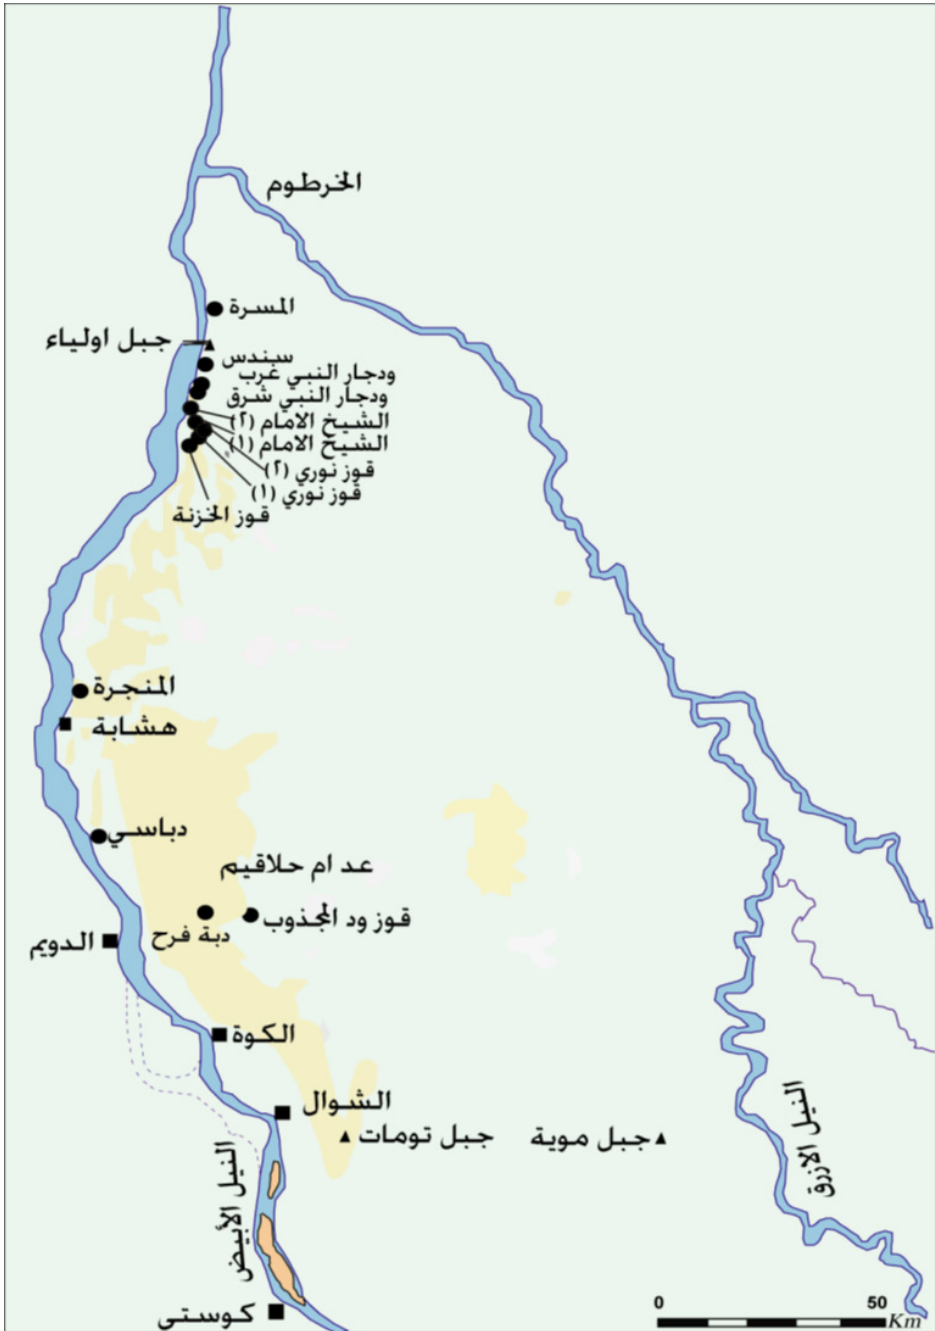 الخرطوم
المسرة
جبل اولياء
سبندس
ودجار النبي غرب
ودجار النبي شرق
الشيخ الامام (٢)
الشيخ الامام (١)
قوز نوري (٢)
قوز نوري (١)
قوز الخزنة
المنجرة
هشابة
دباسي
عد ام حلاقيم
قوز ود المجذوب
دبة فرح
الدويم
الكوة
الشوال
جبل تومات
جبل موية
النيل الازرق
النيل الأبيض
كوستي
0 50
Km